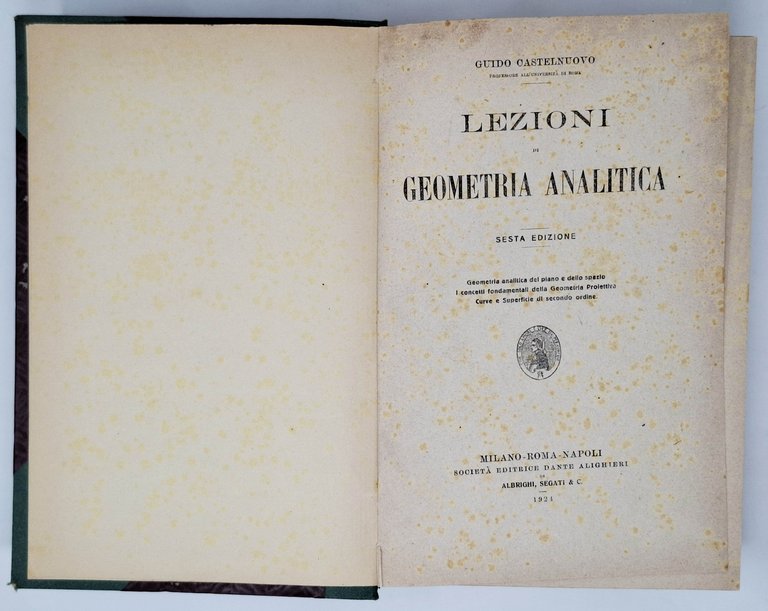 GUIDO CASTELNUOVO
PROFESSORE ALL'UNIVERSITÀ DI ROMA
LEZIONI
DI
GEOMETRIA ANALITICA
SESTA EDIZIONE
Geometria analitica del piano e dello spazio
I concetti fondamentali della Geometria Proiettiva
Curve e Superficie di secondo ordine.
MILANO-ROMA-NAPOLI
SOCIETÀ EDITRICE DANTE ALIGHIERI
DI
ALBRIGHI, SEGATI & C.
1924